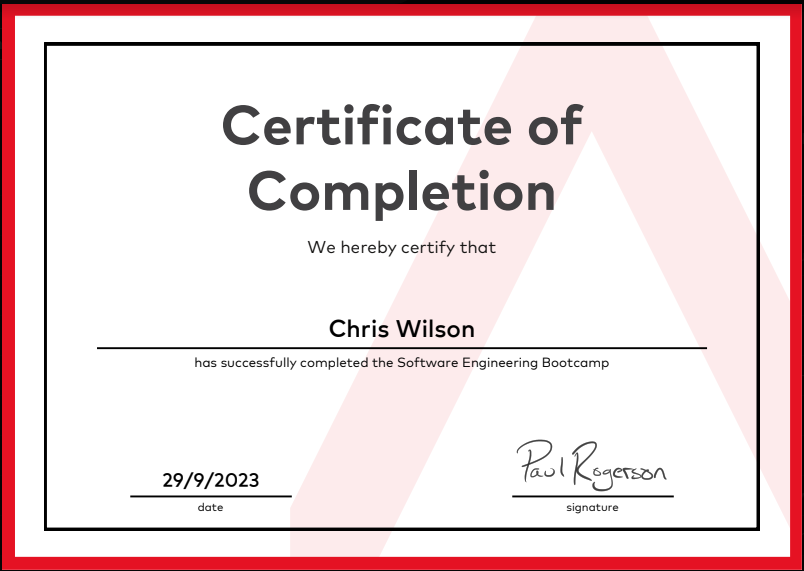 Certificate of
Completion
We hereby certify that
Chris Wilson
has successfully completed the Software Engineering Bootcamp
29/9/2023
date
Paul Rogerson
signature